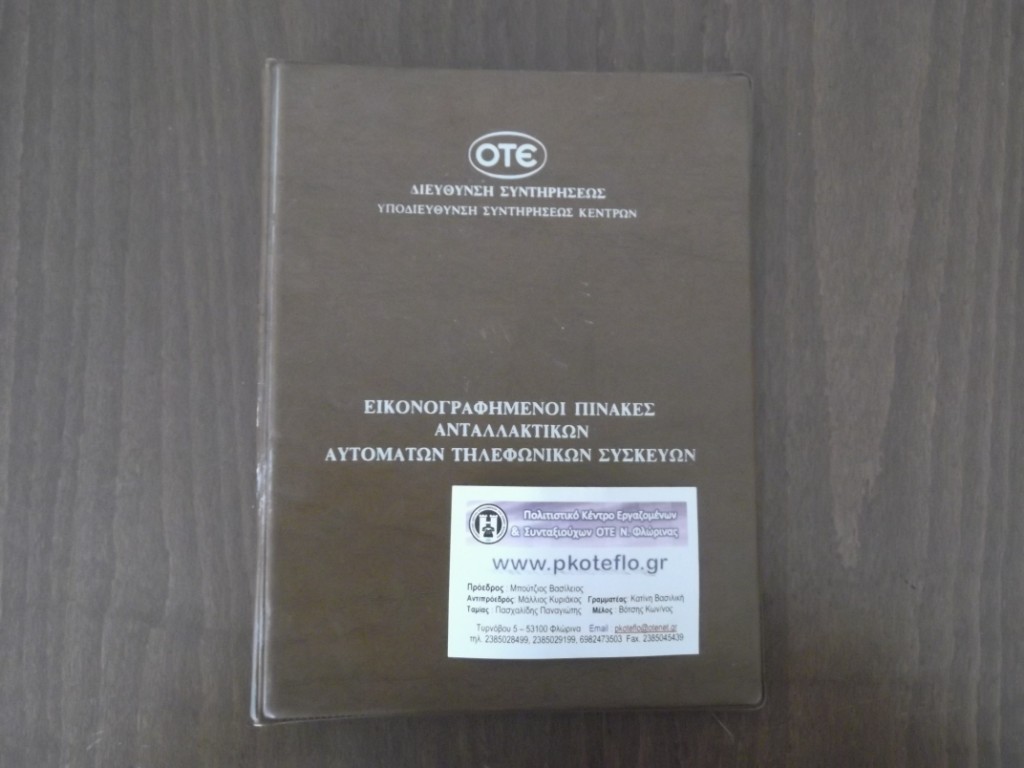 ΟΤΕ
ΔΙΕΥΘΥΝΣΗ ΣΥΝΤΗΡΗΣΕΩΣ
ΥΠΟΔΙΕΥΘΥΝΣΗ ΣΥΝΤΗΡΗΣΕΩΣ ΚΕΝΤΡΩΝ
ΕΙΚΟΝΟΓΡΑΦΗΜΕΝΟΙ ΠΙΝΑΚΕΣ
ΑΝΤΑΛΛΑΚΤΙΚΩΝ
ΑΥΤΟΜΑΤΩΝ ΤΗΛΕΦΩΝΙΚΩΝ ΣΥΣΚΕΥΩΝ
Πολιτιστικό Κέντρο Εργαζομένων
& Συνταξιούχων ΟΤΕ Ν. Φλώρινας
www.pkoteflo.gr
Πρόεδρος : Μπούτζιος Βασίλειος
Αντιπρόεδρος: Μάλλιος Κυριάκος Γραμματέας: Κατίνη Βασιλική
Ταμίας : Πασχαλίδης Παναγιώτης Μέλος : Βότσης Κων/νος
Τυρνόβου 5 – 53100 Φλώρινα Email : pkoteflo@otenet.gr
τηλ. 2385028499, 2385029199, 6982473503 Fax. 2385045439